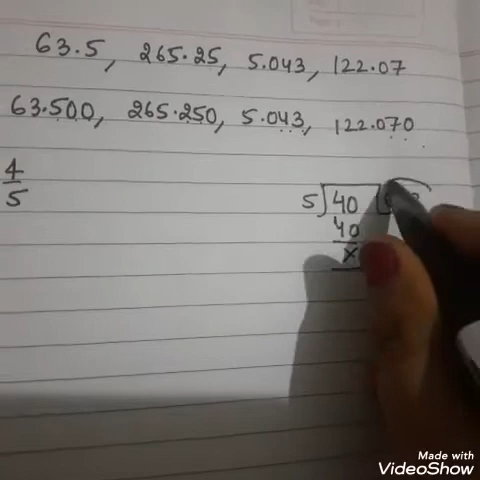 63.5, 265.25, 5.043, 122.07
63.500, 265.250, 5.043, 122.070
4
5
5)40(
40
x
Made with
VideoShow